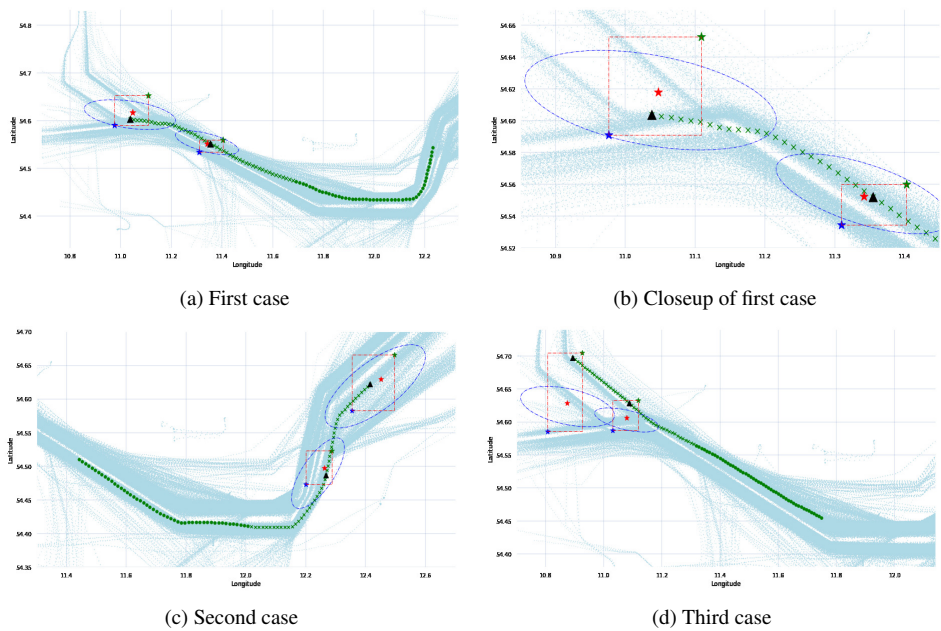 54.8
54.7
54.6
54.5
54.4
Latitude
10.8 11.0 11.2 11.4 11.6 11.8 12.0 12.2
Longitude
(a) First case
54.66
54.64
54.62
54.60
54.58
54.56
54.54
54.52
Latitude
10.9 11.0 11.1 11.2 11.3 11.4
Longitude
(b) Closeup of first case
54.70
54.65
54.60
54.55
54.50
54.45
54.40
54.35
Latitude
11.4 11.6 11.8 12.0 12.2 12.4 12.6
Longitude
(c) Second case
54.70
54.65
54.60
54.55
54.50
54.45
54.40
Latitude
10.8 11.0 11.2 11.4 11.6 11.8 12.0
Longitude
(d) Third case